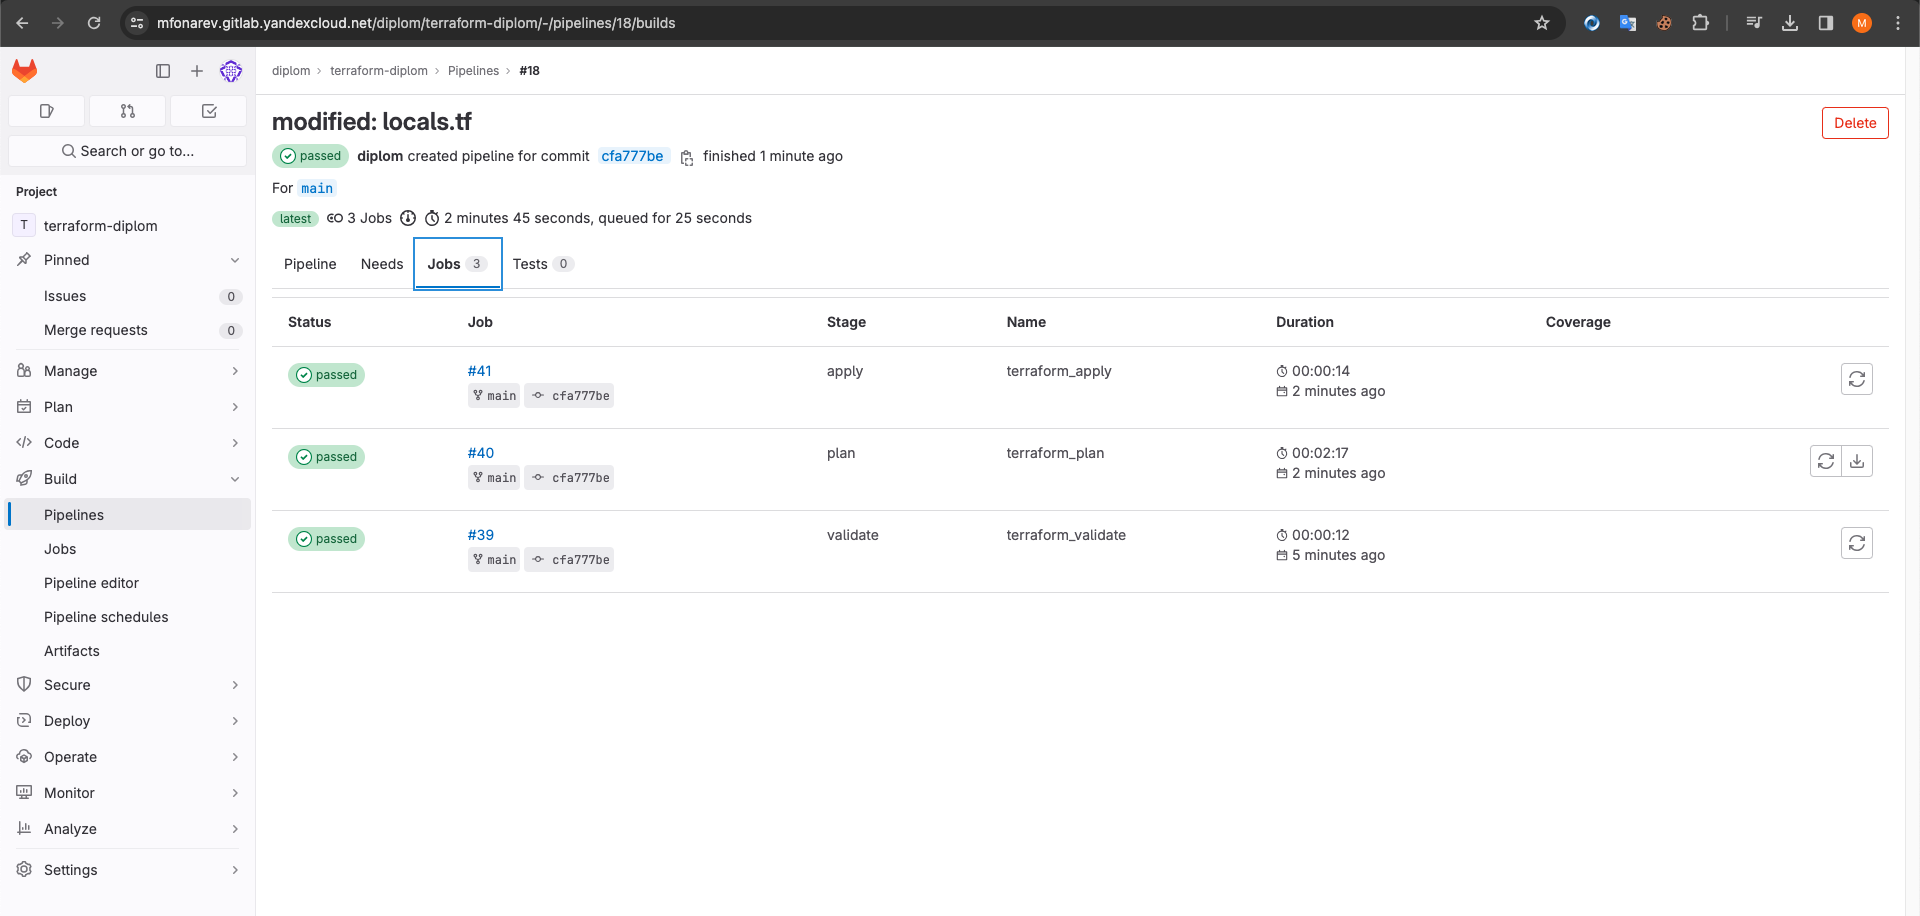 mfonarev.gitlab.yandexcloud.net/diplom/terraform-diplom/-/pipelines/18/builds
M
diplom › terraform-diplom › Pipelines › #18
Search or go to...
Project
T terraform-diplom
Pinned
Issues 0
Merge requests 0
Manage
Plan
Code
Build
Pipelines
Jobs
Pipeline editor
Pipeline schedules
Artifacts
Secure
Deploy
Operate
Monitor
Analyze
Settings
modified: locals.tf
Delete
passed diplom created pipeline for commit cfa777be finished 1 minute ago
For main
latest 3 Jobs 2 minutes 45 seconds, queued for 25 seconds
Pipeline Needs Jobs 3 Tests 0
Status Job Stage Name Duration Coverage
passed #41 apply terraform_apply 00:00:14
main cfa777be 2 minutes ago
passed #40 plan terraform_plan 00:02:17
main cfa777be 2 minutes ago
passed #39 validate terraform_validate 00:00:12
main cfa777be 5 minutes ago